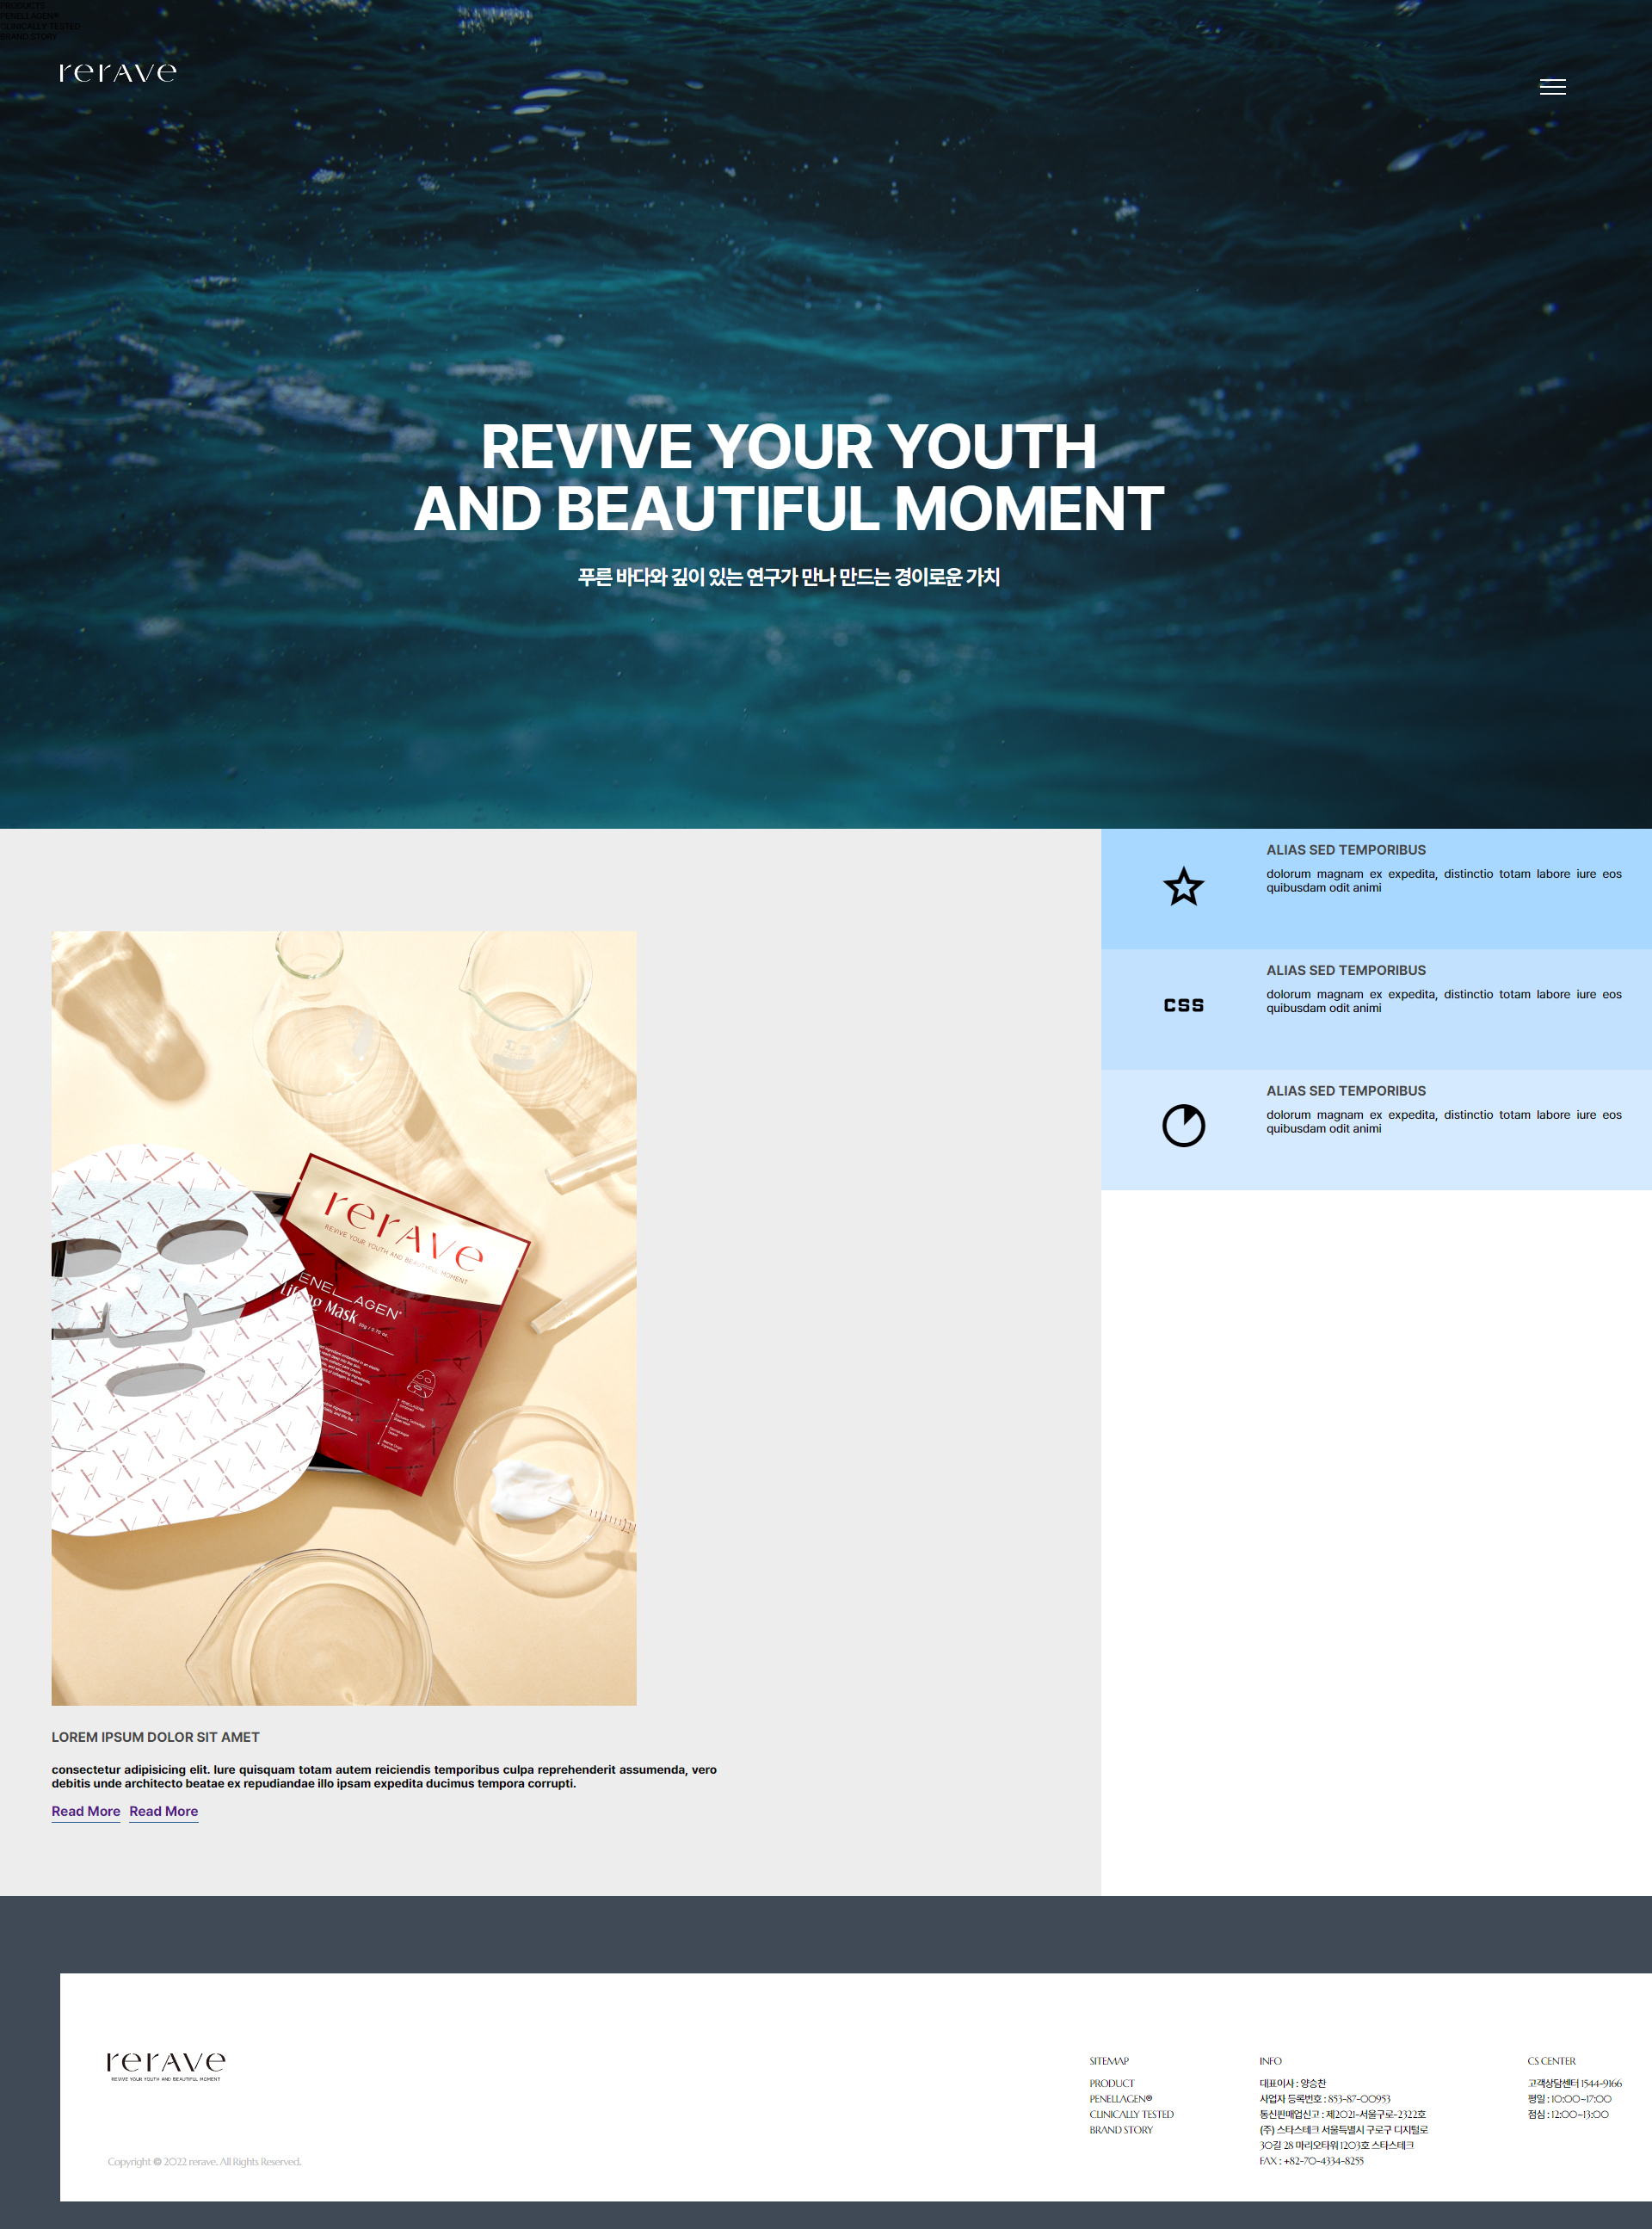 PRODUCTS
PENELLAGEN®
CLINICALLY TESTED
BRAND STORY
rerave
REVIVE YOUR YOUTH
AND BEAUTIFUL MOMENT
푸른 바다와 깊이 있는 연구가 만나 만드는 경이로운 가치
ALIAS SED TEMPORIBUS
dolorum magnam ex expedita, distinctio totam labore iure eos
quibusdam odit animi
CSS
ALIAS SED TEMPORIBUS
dolorum magnam ex expedita, distinctio totam labore iure eos
quibusdam odit animi
ALIAS SED TEMPORIBUS
dolorum magnam ex expedita, distinctio totam labore iure eos
quibusdam odit animi
rerave
REVIVE YOUR YOUTH AND BEAUTIFUL MOMENT
ENELLAGEN
Mask
LOREM IPSUM DOLOR SIT AMET
consectetur adipisicing elit. Iure quisquam totam autem reiciendis temporibus culpa reprehenderit assumenda, vero
debitis unde architecto beatae ex repudiandae illo ipsam expedita ducimus tempora corrupti.
Read More Read More
rerave
REVIVE YOUR YOUTH AND BEAUTIFUL MOMENT
Copyright © 2022 rerave. All Rights Reserved.
SITEMAP
PRODUCT
PENELLAGEN®
CLINICALLY TESTED
BRAND STORY
INFO
대표이사 : 양승찬
사업자 등록번호 : 853-87-00953
통신판매업신고 : 제2021-서울구로-2322호
(주) 스타스테크 서울특별시 구로구 디지털로
30길 28 마리오타워 1203호 스타스테크
FAX : +82-70-4334-8255
CS CENTER
고객상담센터 1544-9166
평일 : 10:00~17:00
점심 : 12:00~13:00